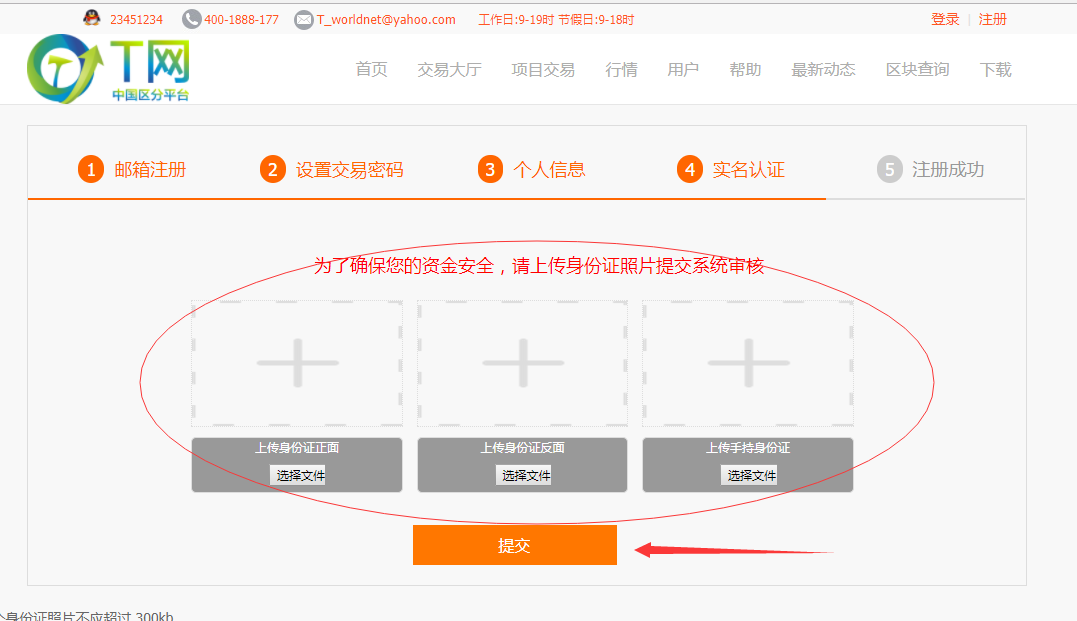 23451234 400-1888-177 T_worldnet@yahoo.com 工作日:9-19时 节假日:9-18时 登录 | 注册
T网
中国区分平台
首页 交易大厅 项目交易 行情 用户 帮助 最新动态 区块查询 下载
1 邮箱注册 2 设置交易密码 3 个人信息 4 实名认证 5 注册成功
为了确保您的资金安全，请上传身份证照片提交系统审核
上传身份证正面 上传身份证反面 上传手持身份证
选择文件 选择文件 选择文件
提交
身份证照片不应超过 300kb